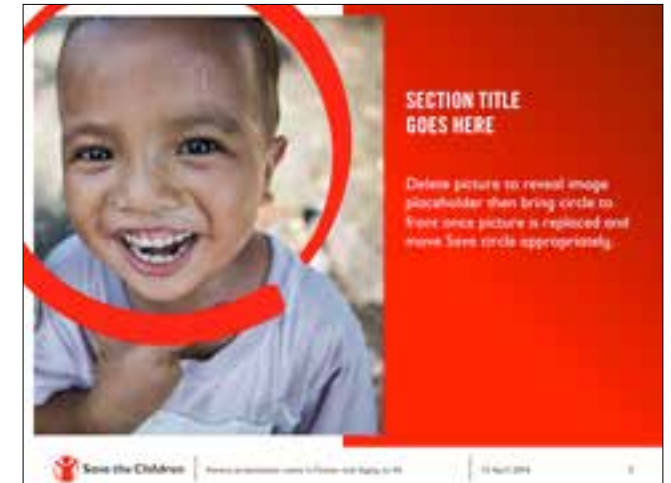 SECTION TITLE
GOES HERE
Delete picture to reveal image
placeholder then bring circle to
front once picture is replaced and
move Save circle appropriately.
Save the Children